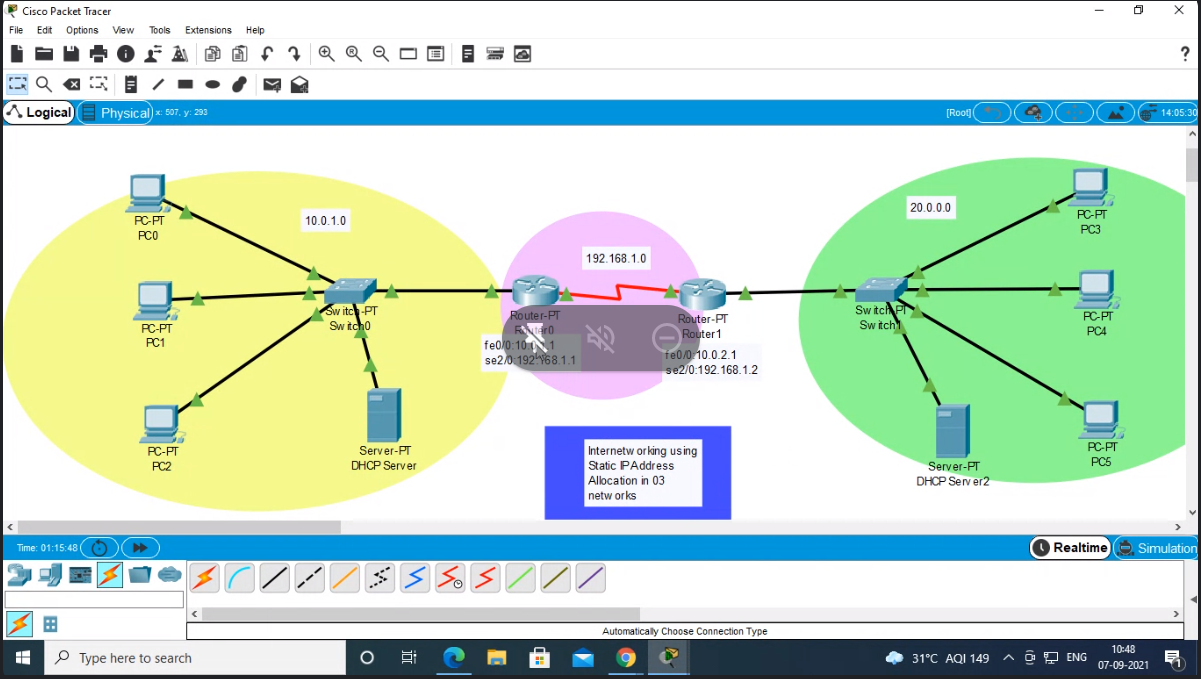 Cisco Packet Tracer
File Edit Options View Tools Extensions Help
?
Logical Physical x: 507, y: 293 [Root] 14:05:30
PC-PT
PC0
10.0.1.0
PC-PT
PC1
PC-PT
PC2
Switch-PT
Switch0
Server-PT
DHCP Server
192.168.1.0
Router-PT
Router0
fe0/0:10.0.1.1
se2/0:192.168.1.1
Router-PT
Router1
fe0/0:10.0.2.1
se2/0:192.168.1.2
20.0.0.0
PC-PT
PC3
Switch-PT
Switch1
PC-PT
PC4
Server-PT
DHCP Server2
PC-PT
PC5
Internetworking using
Static IPAddress
Allocation in 03
networks
Time: 01:15:48 Realtime Simulation
Automatically Choose Connection Type
Type here to search
31°C AQI 149 ENG
10:48
07-09-2021
1